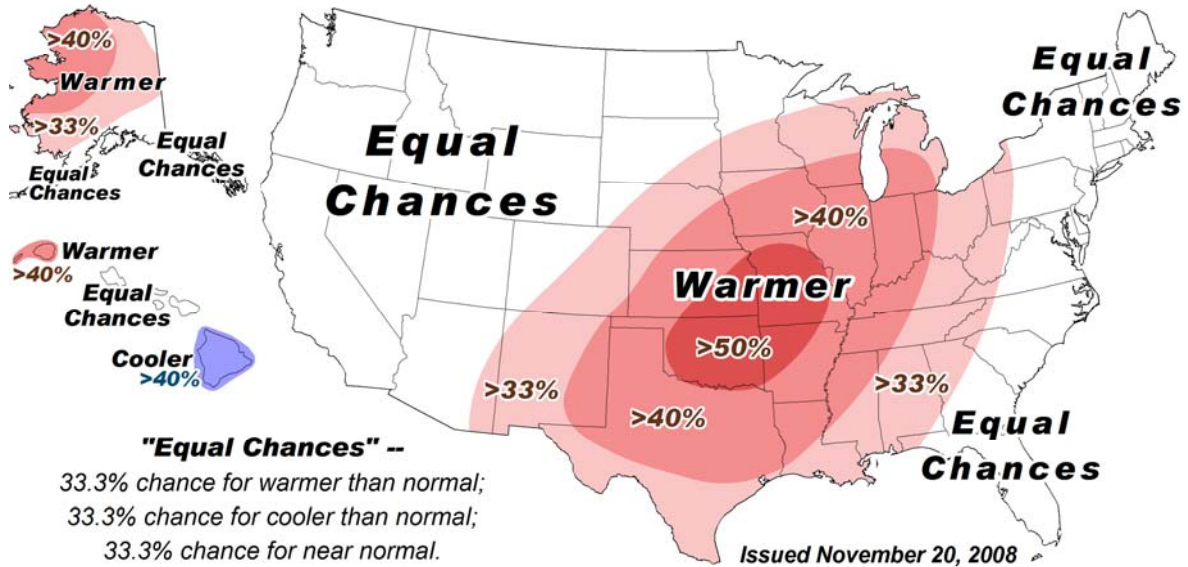 >40%
Warmer
>33%
Equal
Chances
Equal
Chances
Warmer
>40%
Equal
Chances
Cooler
>40%
Equal
Chances
Equal
Chances
>40%
Warmer
>50%
>33%
>40%
>33%
Equal
Chances
"Equal Chances" --
33.3% chance for warmer than normal;
33.3% chance for cooler than normal;
33.3% chance for near normal.
Issued November 20, 2008